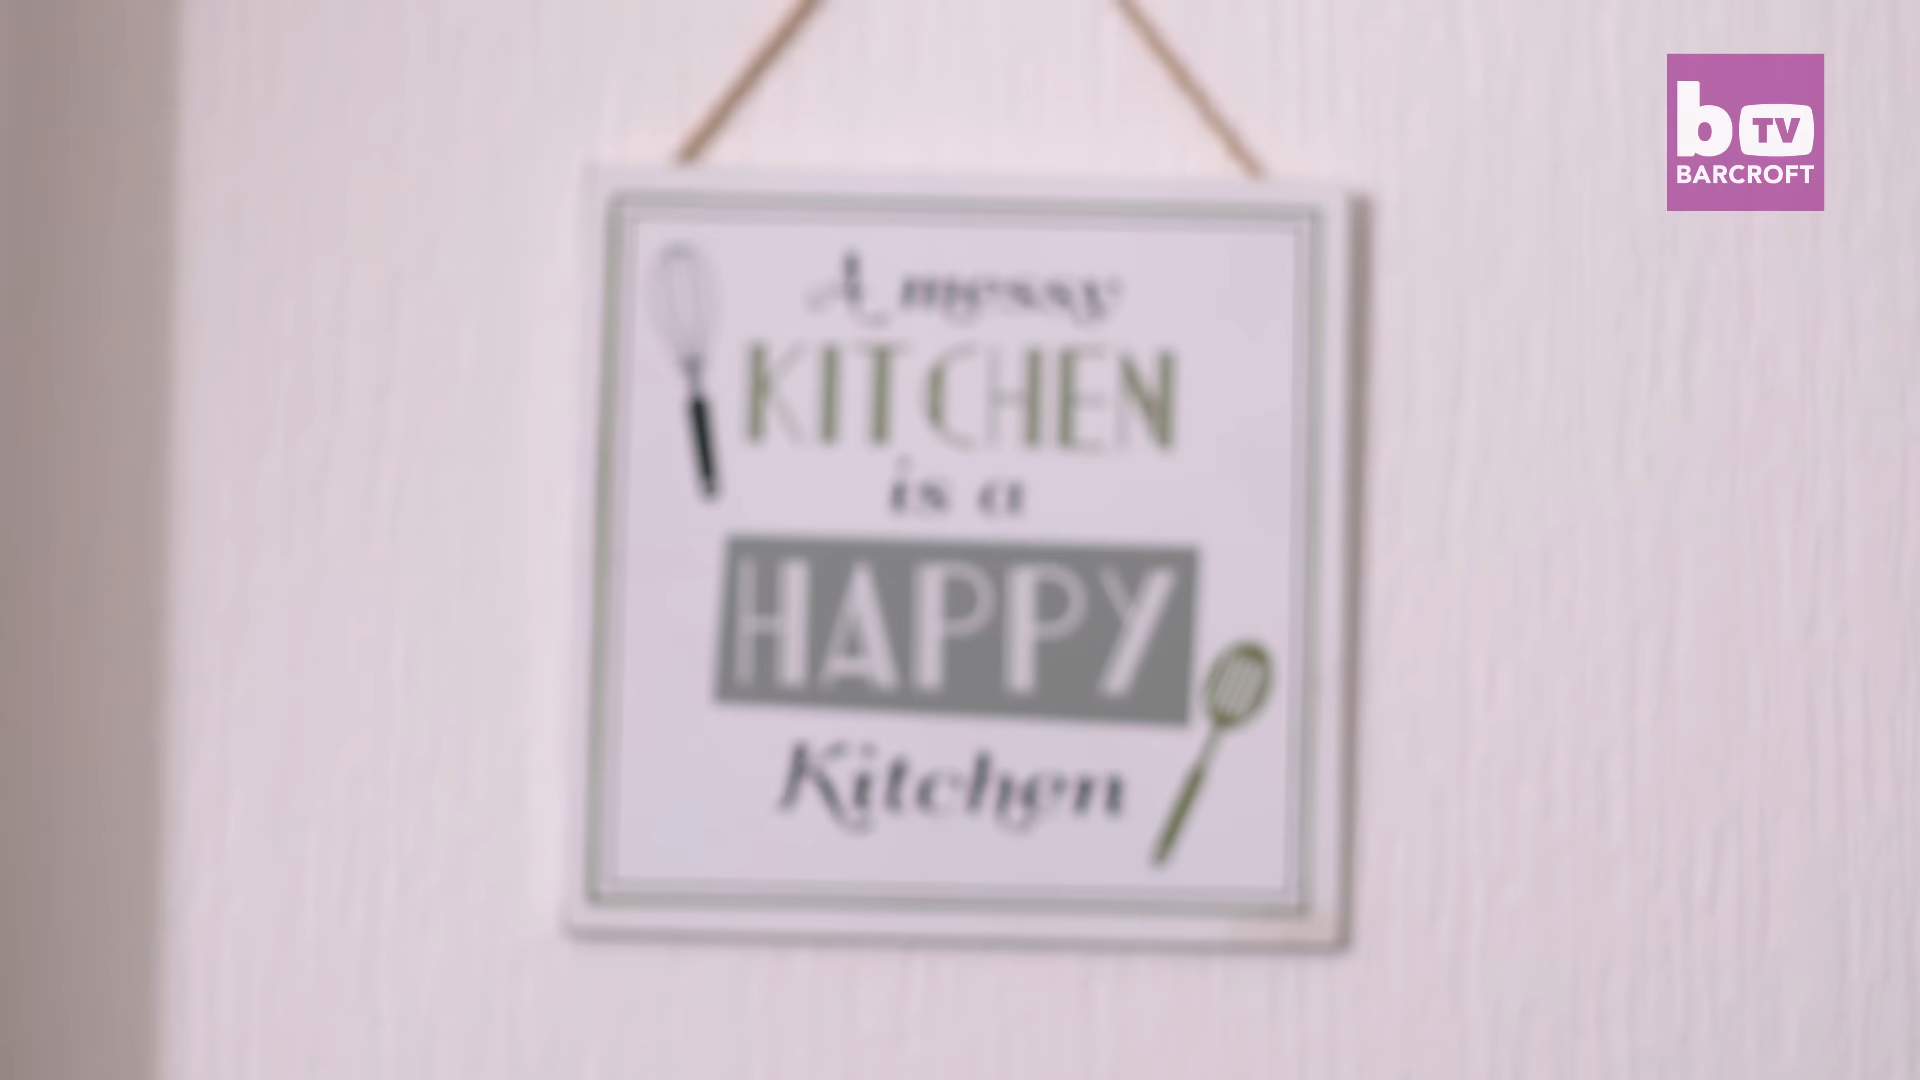 A messy
KITCHEN
is a
HAPPY
Kitchen
b TV
BARCROFT